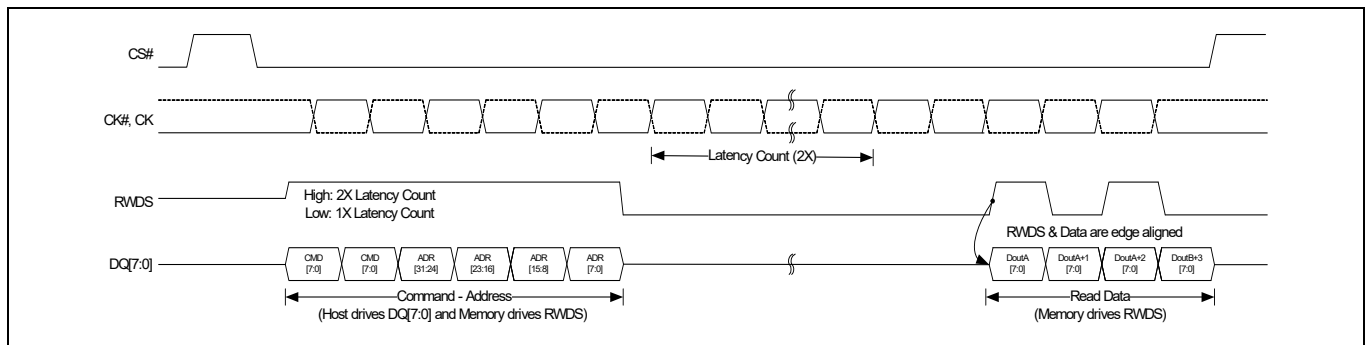 CS#
CK#, CK
Latency Count (2X)
RWDS
High: 2X Latency Count
Low: 1X Latency Count
RWDS & Data are edge aligned
DQ[7:0]
CMD
[7:0]
CMD
[7:0]
ADR
[31:24]
ADR
[23:16]
ADR
[15:8]
ADR
[7:0]
DoutA
[7:0]
DoutA+1
[7:0]
DoutA+2
[7:0]
DoutB+3
[7:0]
Command - Address
(Host drives DQ[7:0] and Memory drives RWDS)
Read Data
(Memory drives RWDS)